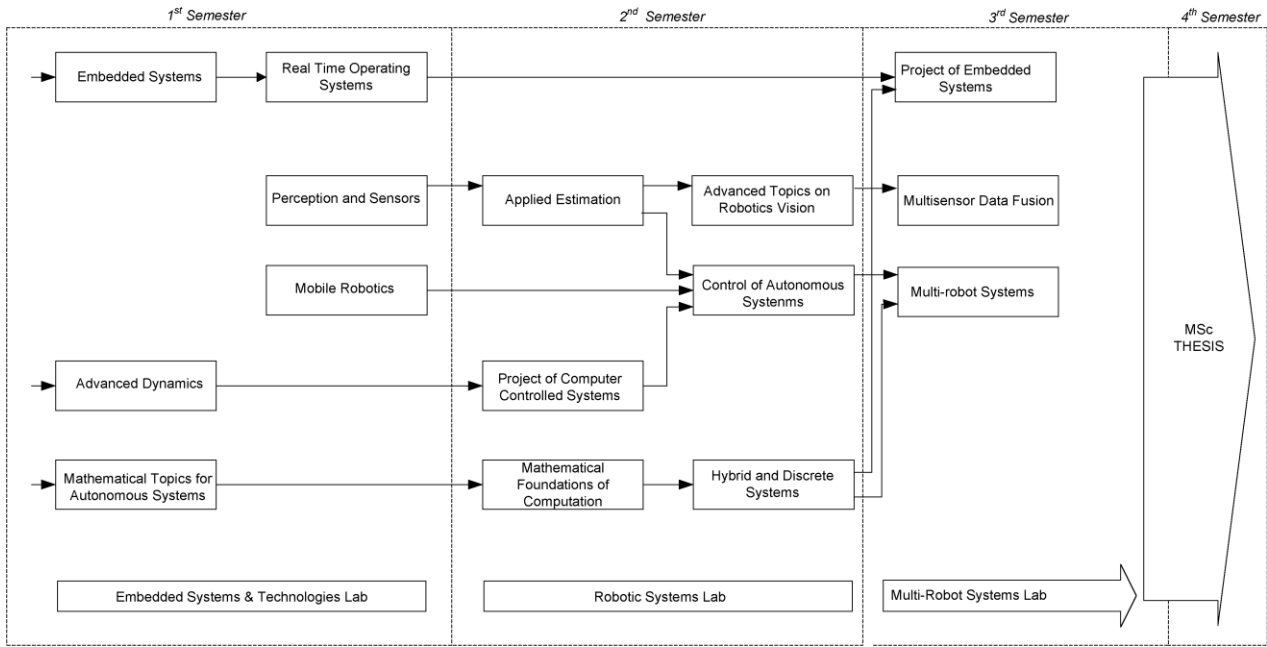 1st Semester
2nd Semester
3rd Semester
4th Semester
Embedded Systems
Real Time Operating
Systems
Project of Embedded
Systems
Perception and Sensors
Applied Estimation
Advanced Topics on
Robotics Vision
Multisensor Data Fusion
Mobile Robotics
Control of Autonomous
Systenms
Multi-robot Systems
MSc
THESIS
Advanced Dynamics
Project of Computer
Controlled Systems
Mathematical Topics for
Autonomous Systems
Mathematical
Foundations of
Computation
Hybrid and Discrete
Systems
Embedded Systems & Technologies Lab
Robotic Systems Lab
Multi-Robot Systems Lab